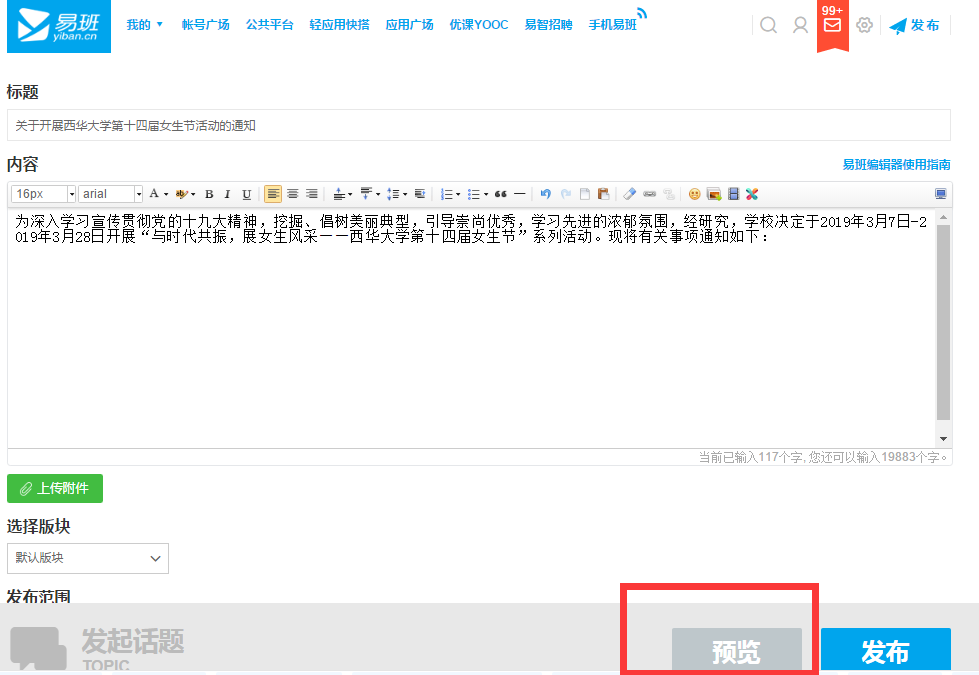 易班
yiban.cn
我的 帐号广场 公共平台 轻应用快搭 应用广场 优课YOOC 易智招聘 手机易班 99+ 发布
标题
关于开展西华大学第十四届女生节活动的通知
内容 易班编辑器使用指南
16px arial A ab B I U
为深入学习宣传贯彻党的十九大精神，挖掘、倡树美丽典型，引导崇尚优秀，学习先进的浓郁氛围，经研究，学校决定于2019年3月7日-2
019年3月28日开展“与时代共振，展女生风采——西华大学第十四届女生节”系列活动。现将有关事项通知如下：
当前已输入117个字,您还可以输入19883个字。
上传附件
选择版块
默认版块
发布范围
发起话题
TOPIC
预览 发布